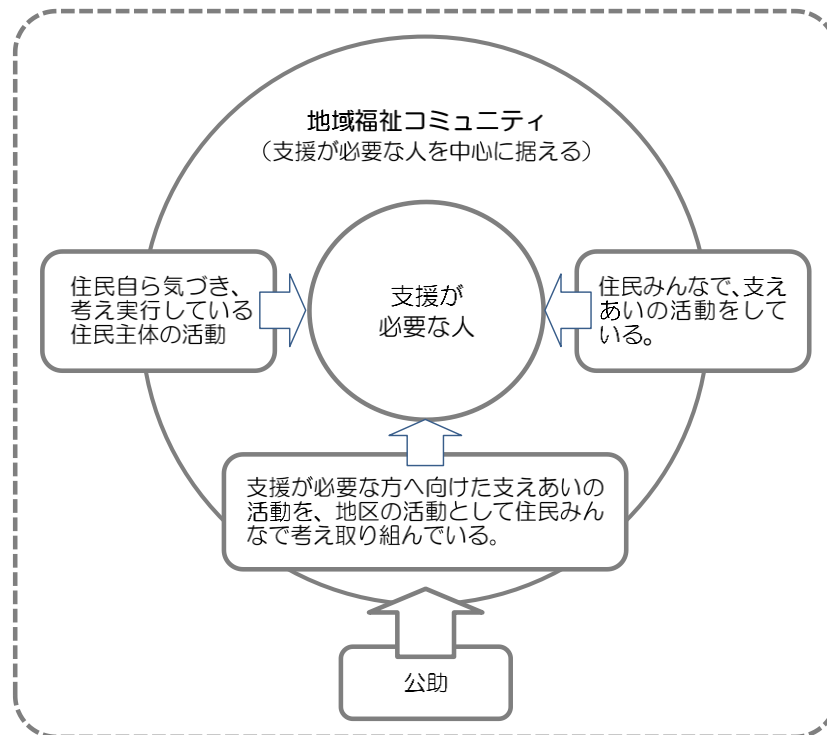 地域福祉コミュニティ
（支援が必要な人を中心に据える）
住民自ら気づき、
考え実行している
住民主体の活動
支援が
必要な人
住民みんなで、支え
あいの活動をして
いる。
支援が必要な方へ向けた支えあいの
活動を、地区の活動として住民みん
なで考え取り組んでいる。
公助